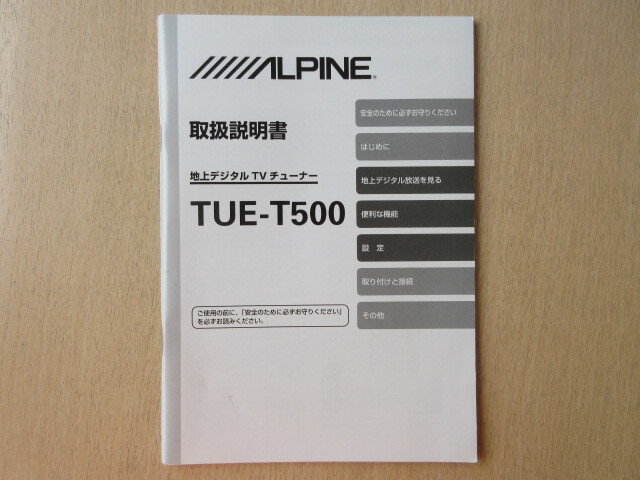 ALPINE®
取扱説明書
地上デジタル TV チューナー
TUE-T500
安全のために必ずお守りください
はじめに
地上デジタル放送を見る
便利な機能
設 定
取り付けと接続
その他
ご使用の前に、「安全のために必ずお守りください」
を必ずお読みください。